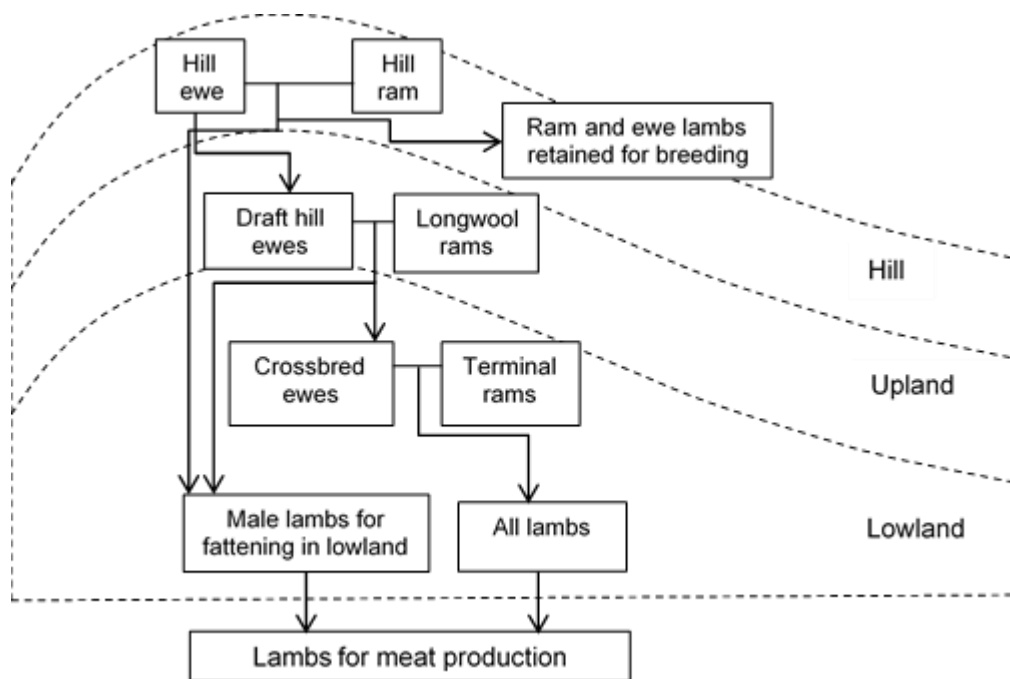 Hill
ewe
Hill
ram
Ram and ewe lambs
retained for breeding
Draft hill
ewes
Longwool
rams
Hill
Crossbred
ewes
Terminal
rams
Upland
Male lambs for
fattening in lowland
All lambs
Lowland
Lambs for meat production